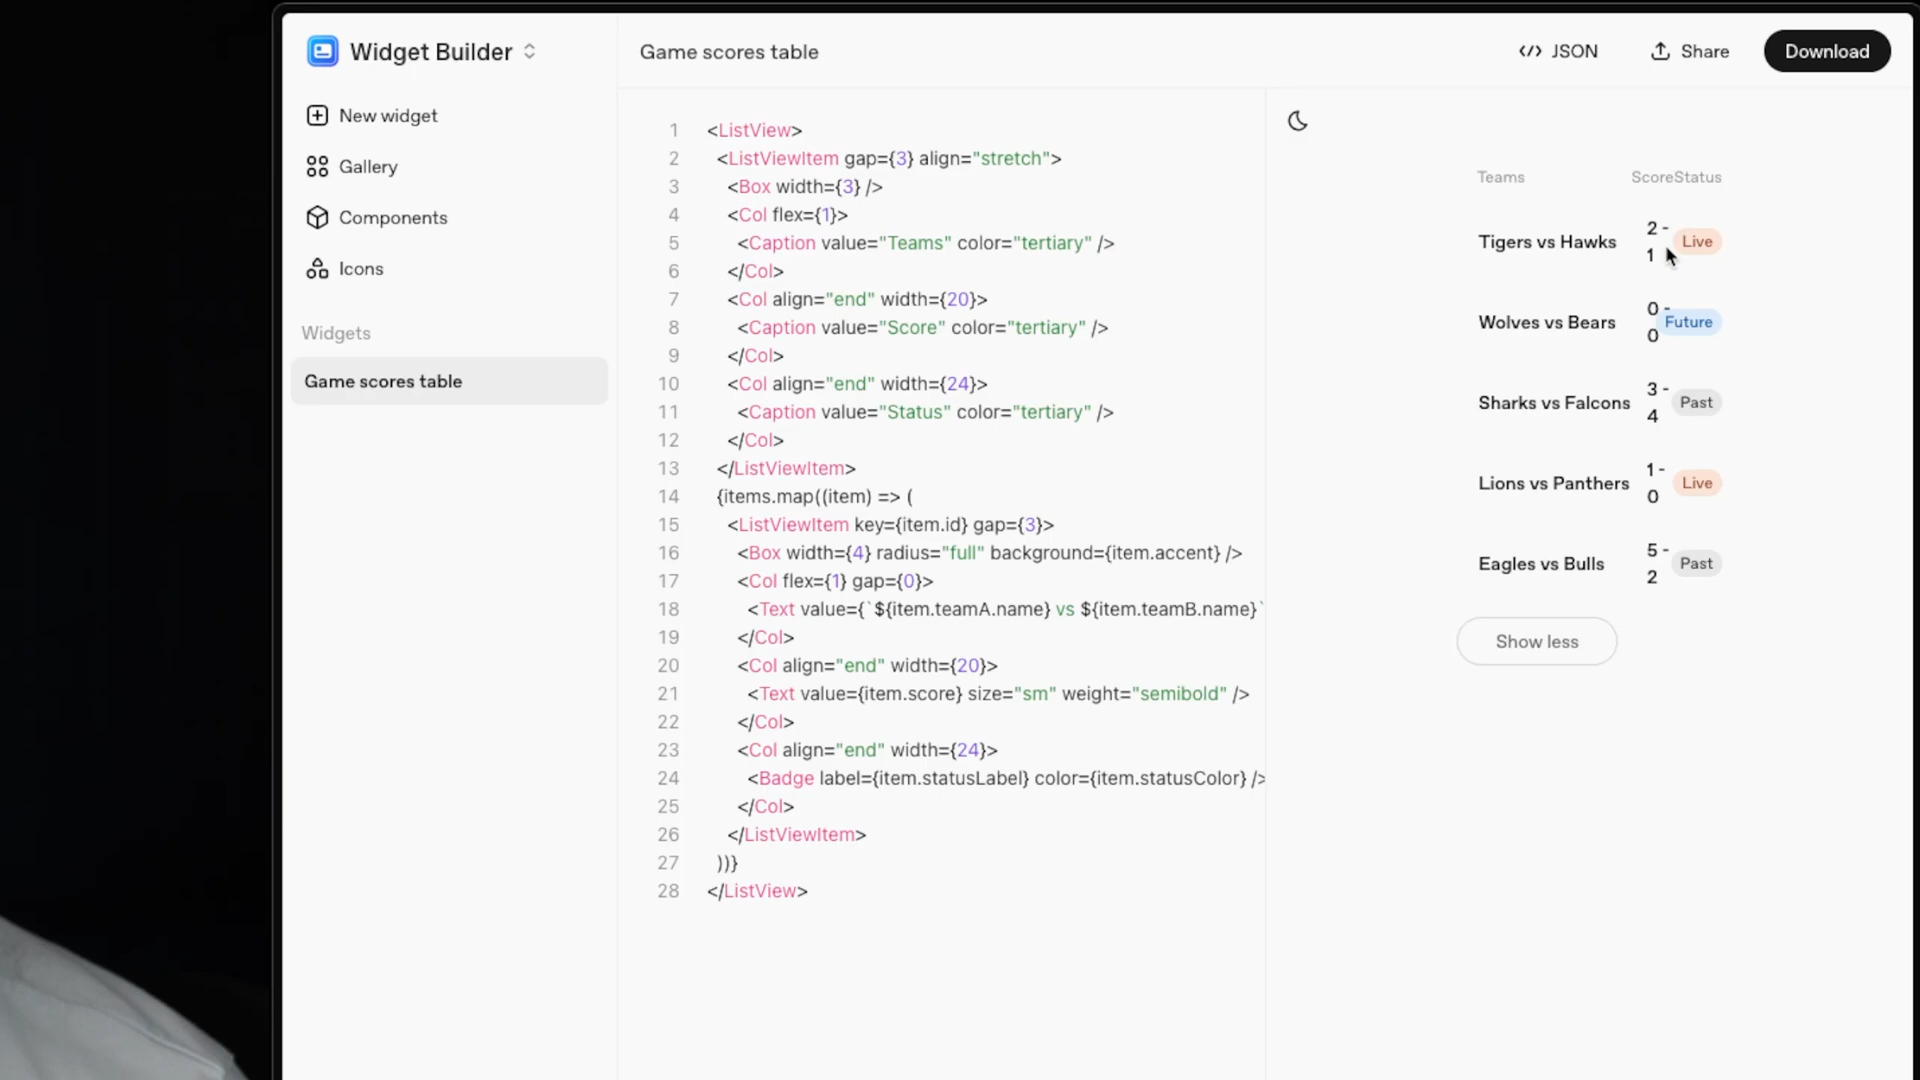 Widget Builder
New widget
Gallery
Components
Icons
Widgets
Game scores table
Game scores table
</> JSON
Share
Download
1 <ListView>
2 <ListViewItem gap={3} align="stretch">
3 <Box width={3} />
4 <Col flex={1}>
5 <Caption value="Teams" color="tertiary" />
6 </Col>
7 <Col align="end" width={20}>
8 <Caption value="Score" color="tertiary" />
9 </Col>
10 <Col align="end" width={24}>
11 <Caption value="Status" color="tertiary" />
12 </Col>
13 </ListViewItem>
14 {items.map((item) => (
15 <ListViewItem key={item.id} gap={3}>
16 <Box width={4} radius="full" background={item.accent} />
17 <Col flex={1} gap={0}>
18 <Text value={`${item.teamA.name} vs ${item.teamB.name}`
19 </Col>
20 <Col align="end" width={20}>
21 <Text value={item.score} size="sm" weight="semibold" />
22 </Col>
23 <Col align="end" width={24}>
24 <Badge label={item.statusLabel} color={item.statusColor} />
25 </Col>
26 </ListViewItem>
27 ))}
28 </ListView>
Teams ScoreStatus
Tigers vs Hawks 2 - 1 Live
Wolves vs Bears 0 - 0 Future
Sharks vs Falcons 3 - 4 Past
Lions vs Panthers 1 - 0 Live
Eagles vs Bulls 5 - 2 Past
Show less